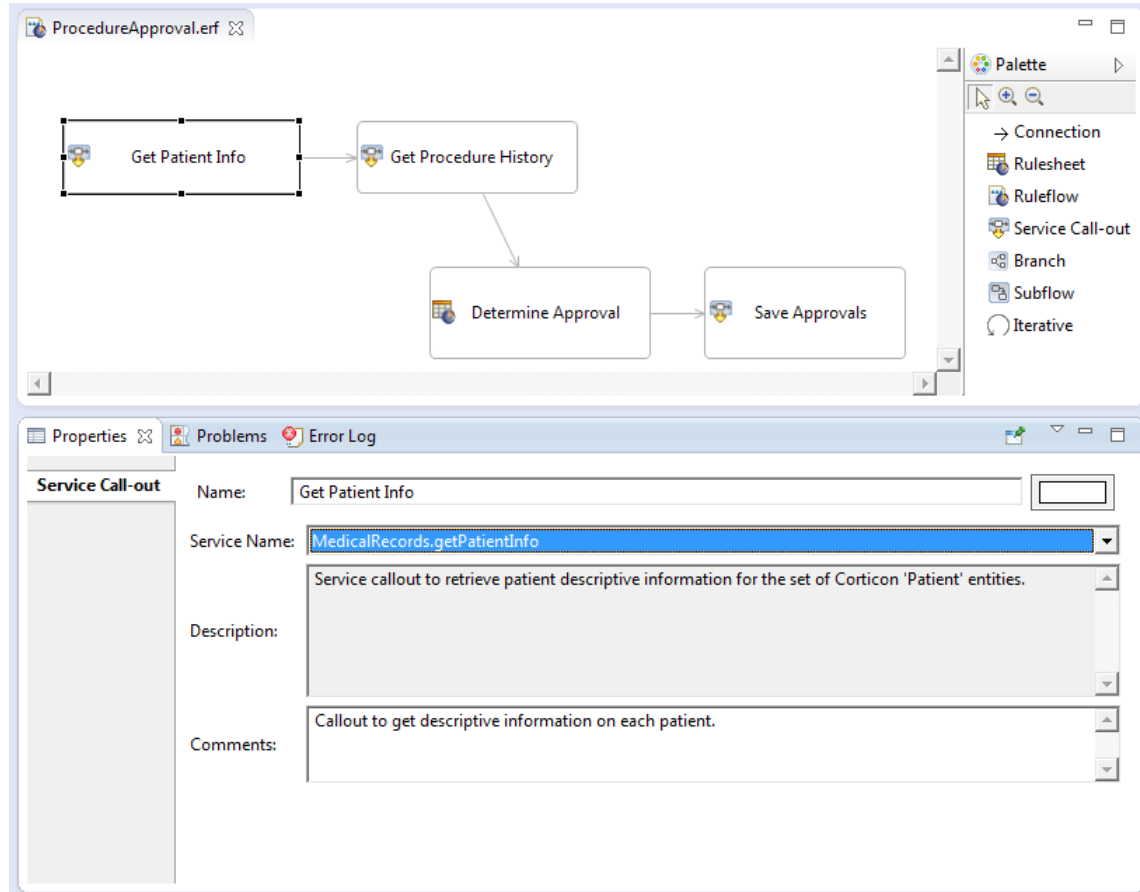 ProcedureApproval.erf
Get Patient Info
Get Procedure History
Determine Approval
Save Approvals
Palette
Connection
Rulesheet
Ruleflow
Service Call-out
Branch
Subflow
Iterative
Properties
Problems
Error Log
Service Call-out
Name:
Get Patient Info
Service Name:
MedicalRecords.getPatientInfo
Description:
Service callout to retrieve patient descriptive information for the set of Corticon 'Patient' entities.
Comments:
Callout to get descriptive information on each patient.